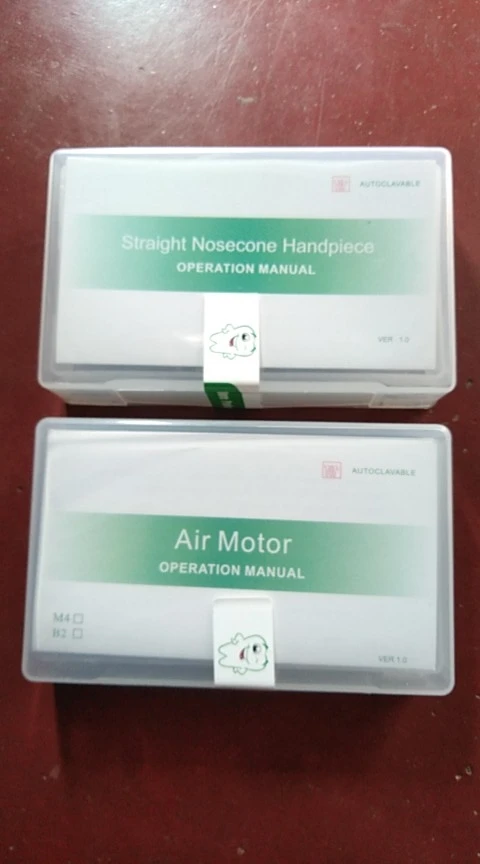 AUTOCLAVABLE
Straight Nosecone Handpiece
OPERATION MANUAL
VER 1.0
AUTOCLAVABLE
Air Motor
OPERATION MANUAL
M4 ☐
B2 ☐
VER 1.0